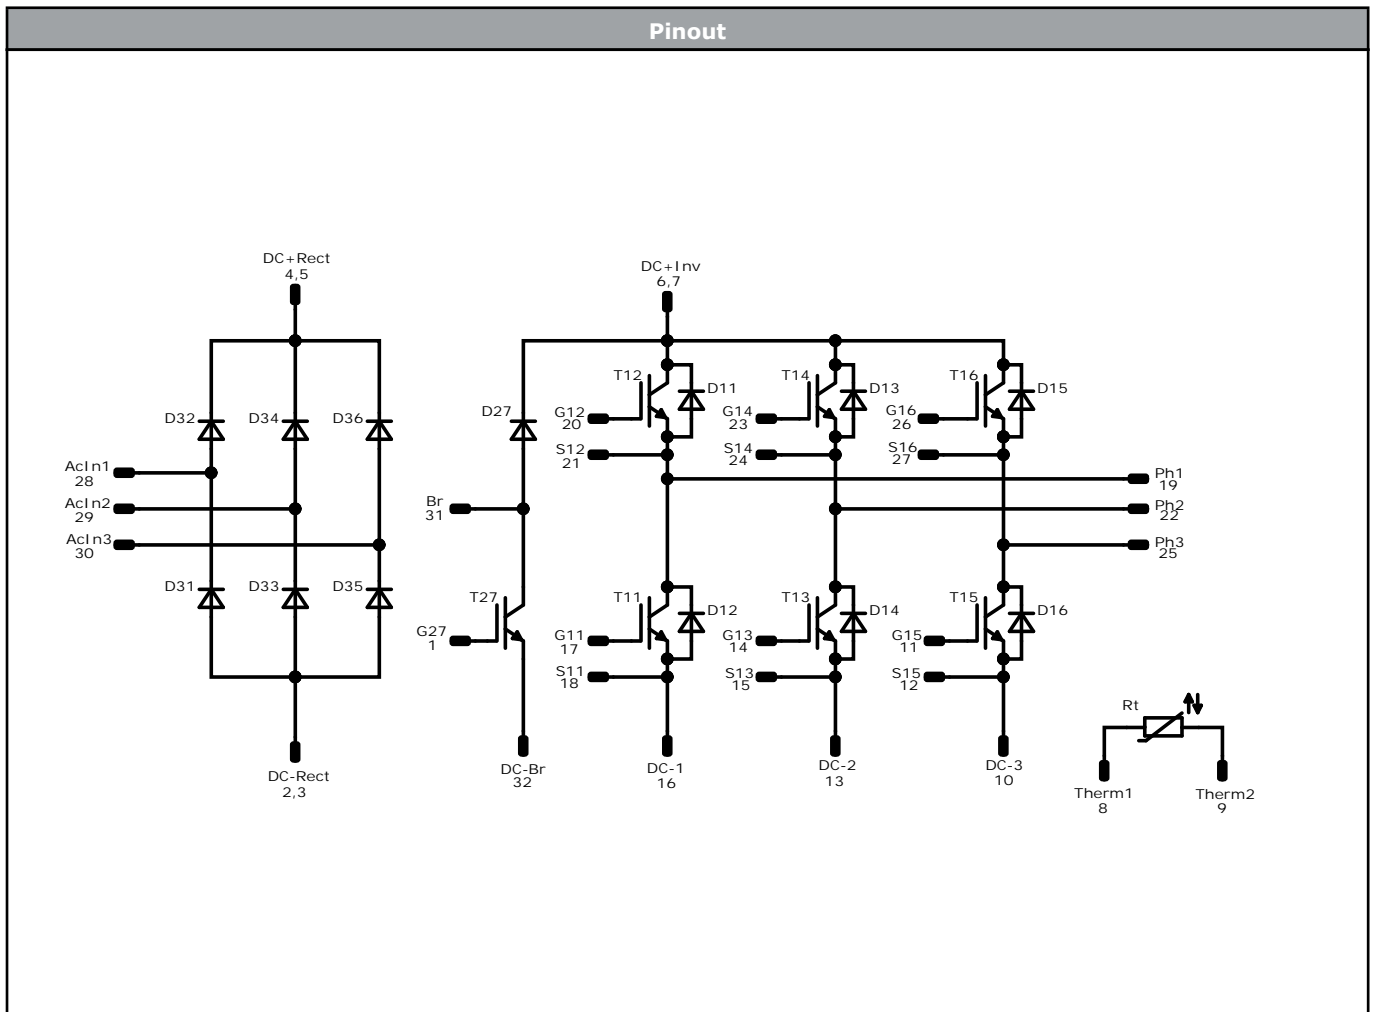 Pinout
DC+Rect
4,5
DC+Inv
6,7
T12
D11
T14
D13
T16
D15
D32
D34
D36
D27
G12
20
G14
23
G16
26
S12
21
S14
24
S16
27
AcIn1
28
AcIn2
29
AcIn3
30
Br
31
Ph1
19
Ph2
22
Ph3
25
D31
D33
D35
T27
T11
D12
T13
D14
T15
D16
G27
1
G11
17
G13
14
G15
11
S11
18
S13
15
S15
12
Rt
DC-Rect
2,3
DC-Br
32
DC-1
16
DC-2
13
DC-3
10
Therm1
8
Therm2
9